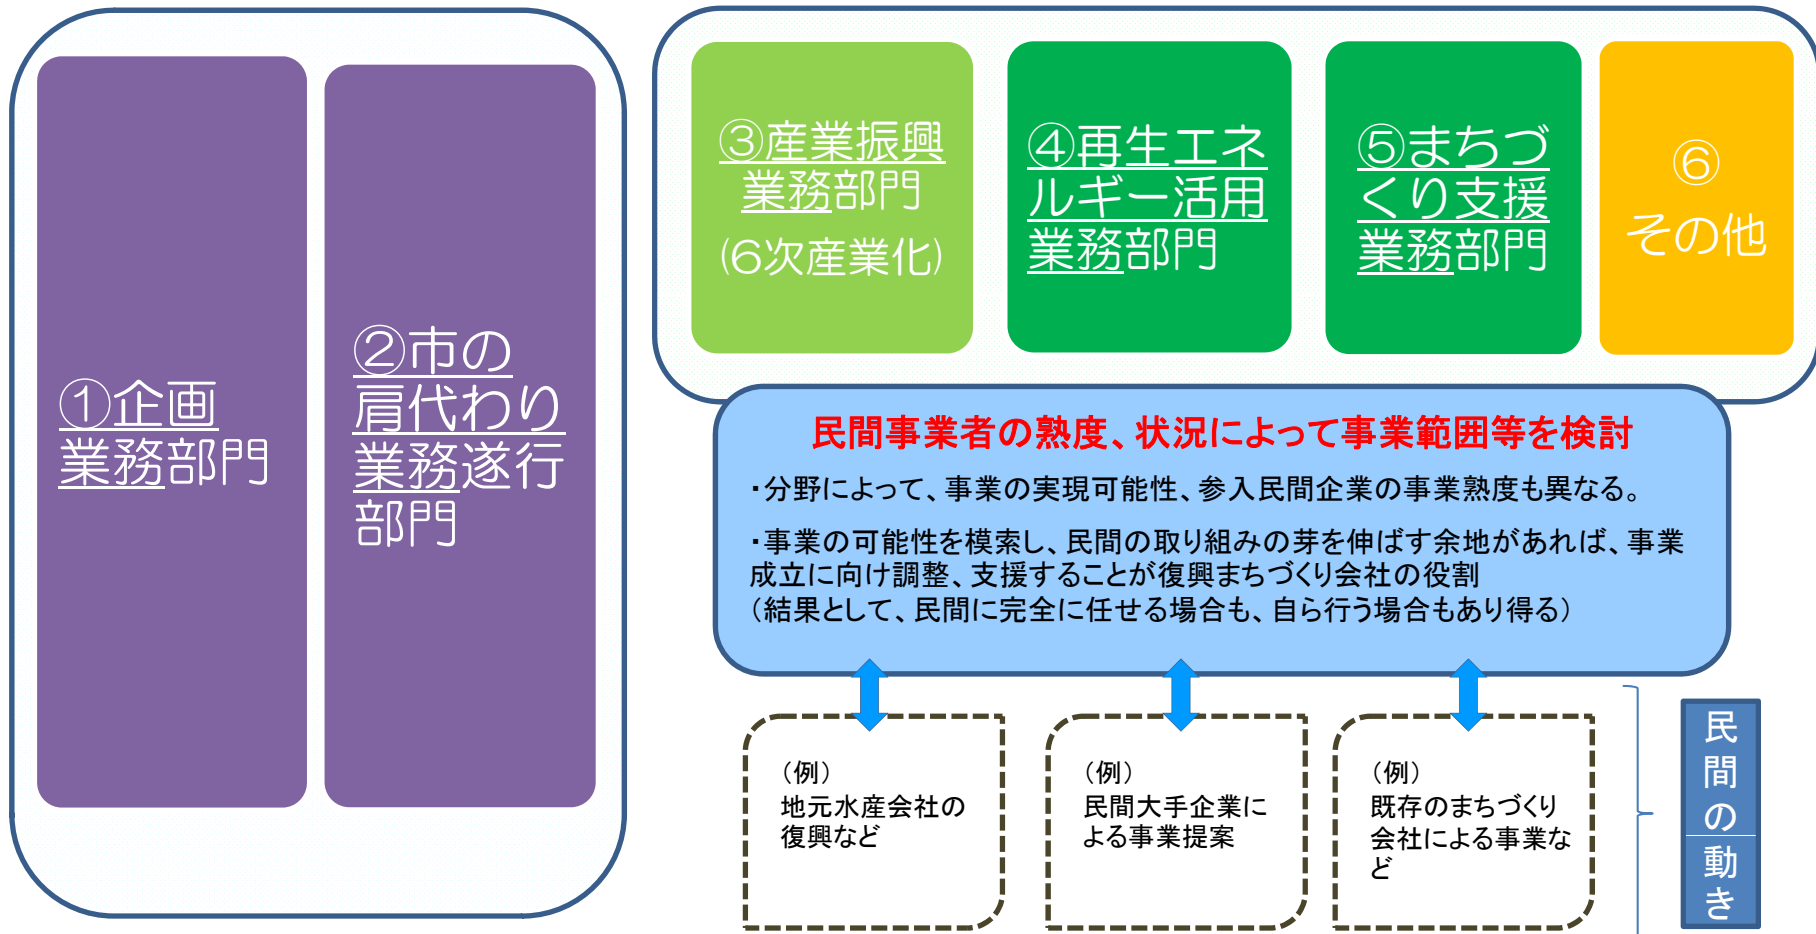 ①企画
業務部門
②市の
肩代わり
業務遂行
部門
③産業振興
業務部門
(６次産業化)
④再生エネ
ルギー活用
業務部門
⑤まちづ
くり支援
業務部門
⑥
その他
民間事業者の熟度、状況によって事業範囲等を検討
・分野によって、事業の実現可能性、参入民間企業の事業熟度も異なる。
・事業の可能性を模索し、民間の取り組みの芽を伸ばす余地があれば、事業
成立に向け調整、支援することが復興まちづくり会社の役割
（結果として、民間に完全に任せる場合も、自ら行う場合もあり得る）
（例）
地元水産会社の
復興など
（例）
民間大手企業に
よる事業提案
（例）
既存のまちづくり
会社による事業な
ど
民間の動き